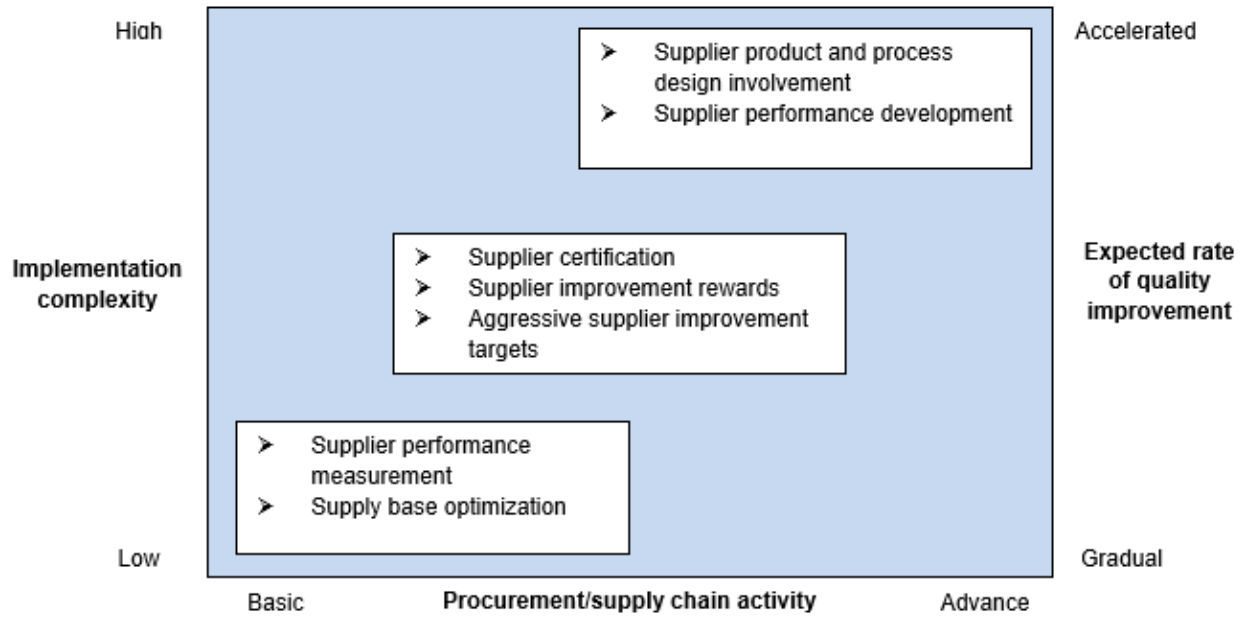 High
Accelerated
➤ Supplier product and process
design involvement
➤ Supplier performance development
Implementation
complexity
➤ Supplier certification
➤ Supplier improvement rewards
➤ Aggressive supplier improvement
targets
Expected rate
of quality
improvement
➤ Supplier performance
measurement
➤ Supply base optimization
Low
Gradual
Basic
Procurement/supply chain activity
Advance